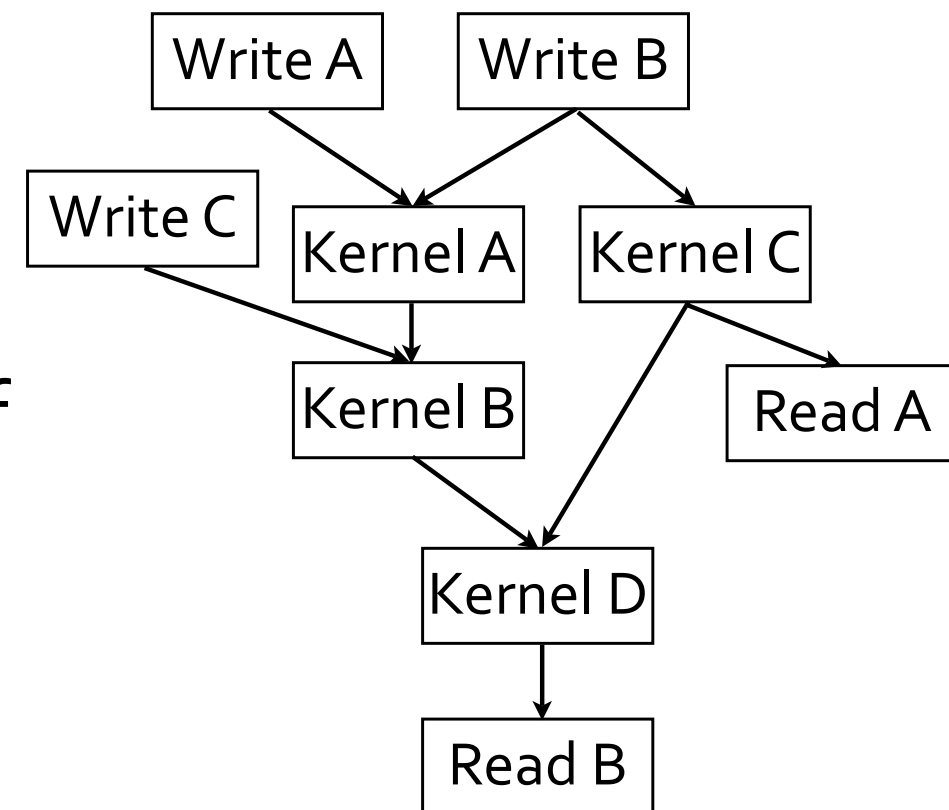 Write A
Write B
Write C
Kernel A
Kernel C
f
Kernel B
Read A
Kernel D
Read B